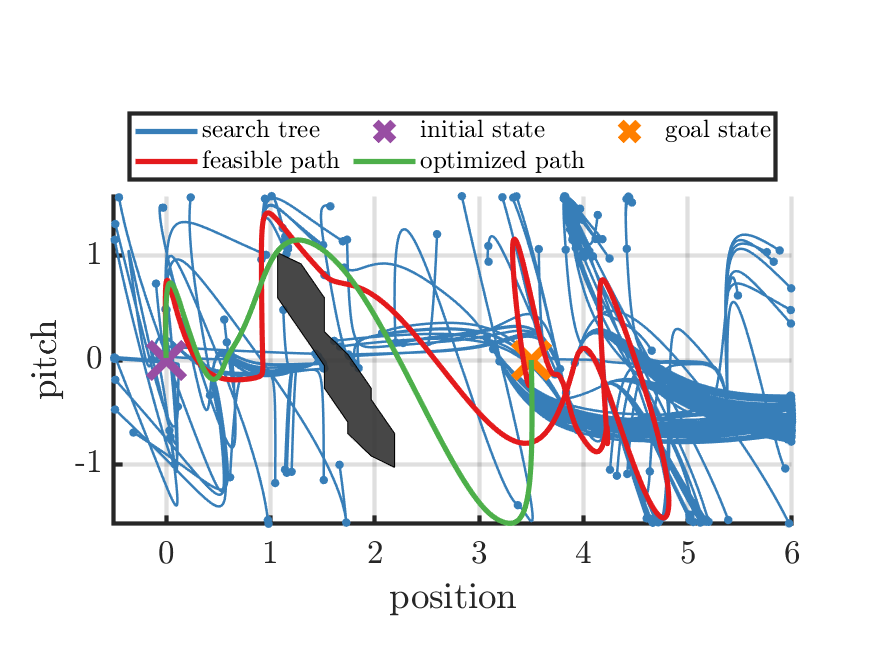 search tree
initial state
goal state
feasible path
optimized path
1
0
-1
pitch
0
1
2
3
4
5
6
position